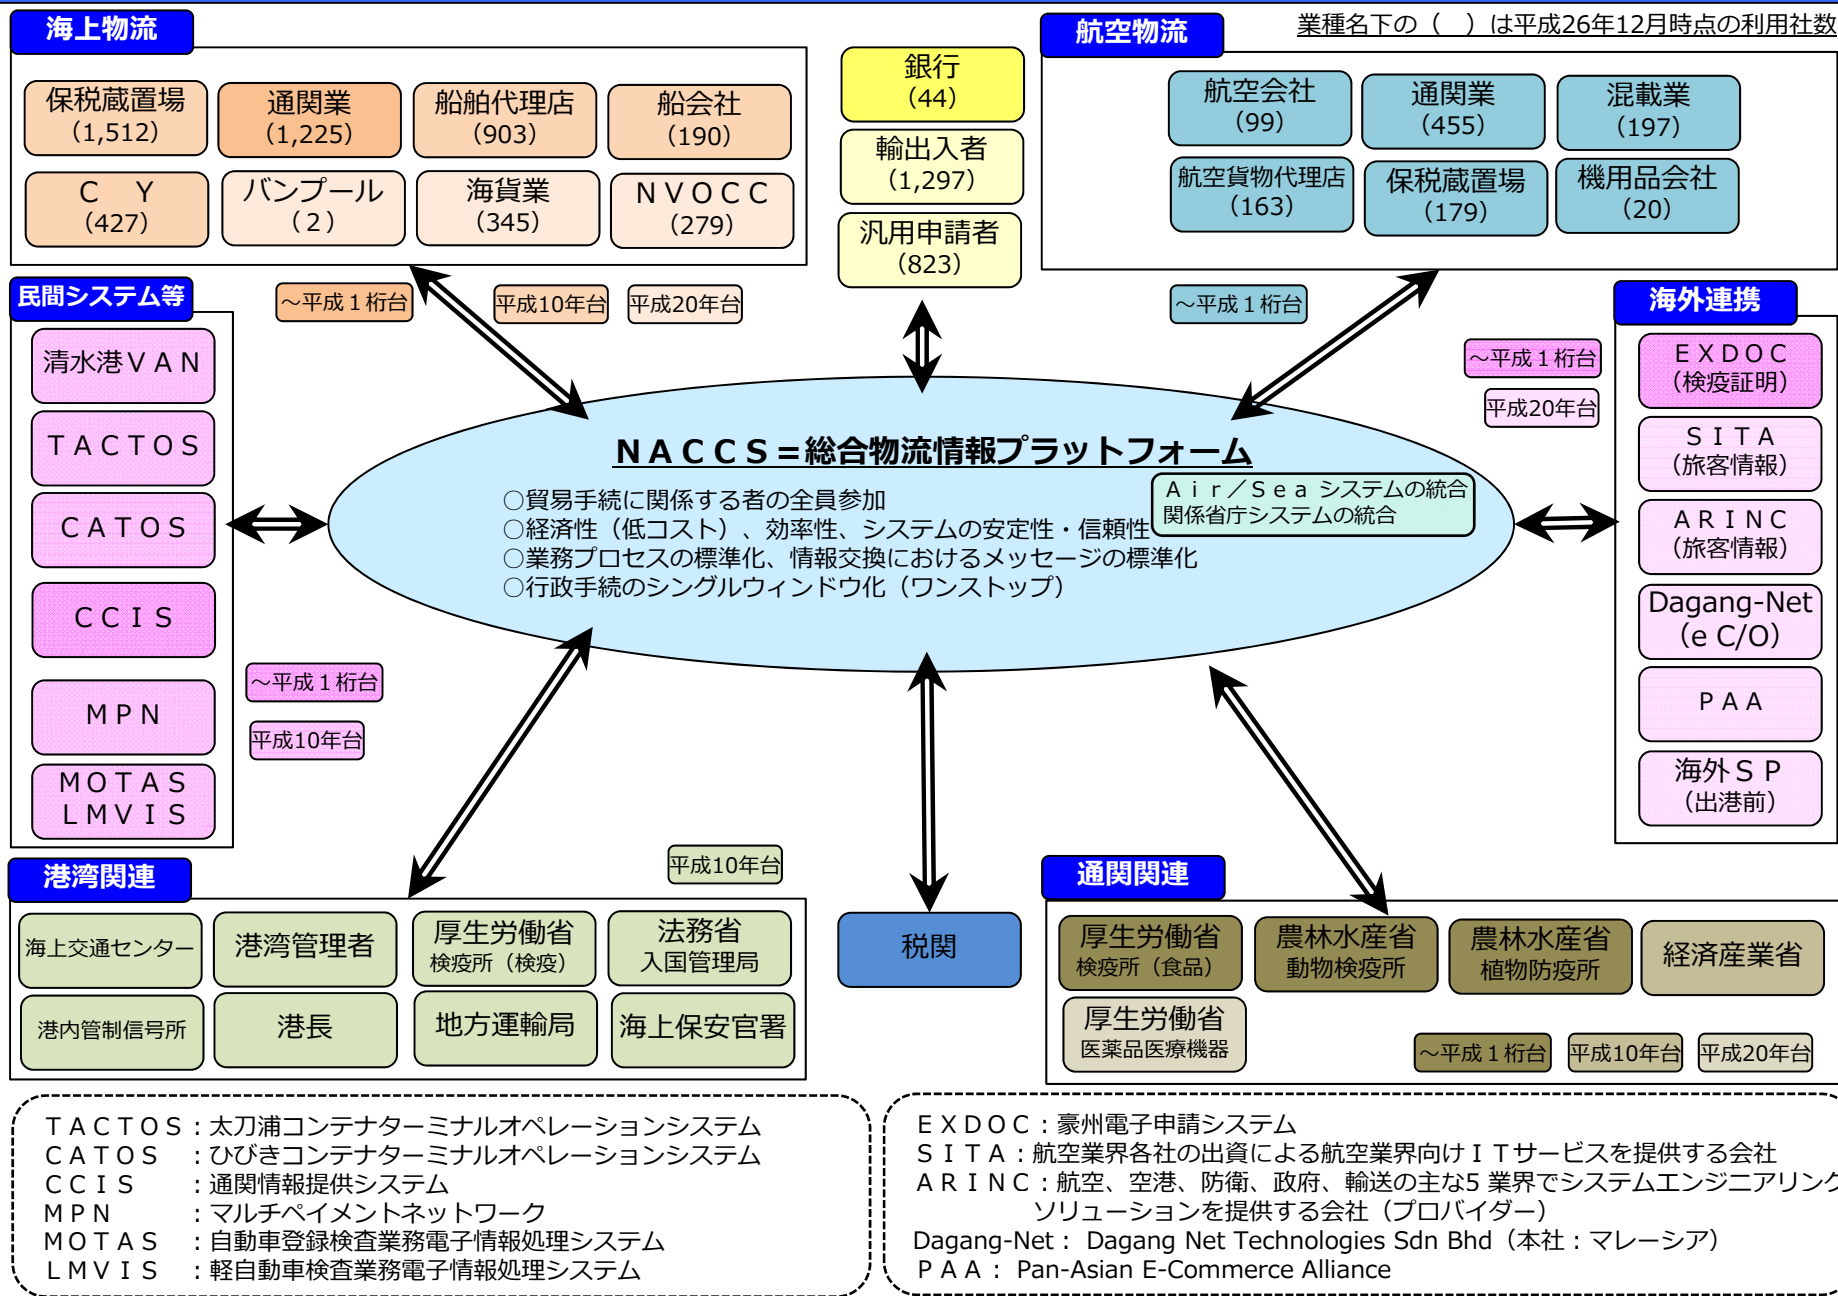 業種名下の（　）は平成26年12月時点の利用社数
海上物流
保税蔵置場
（1,512）
通関業
（1,225）
船舶代理店
（903）
船会社
（190）
Ｃ　Ｙ
（427）
バンプール
（２）
海貨業
（345）
ＮＶＯＣＣ
（279）
～平成１桁台
平成10年台
平成20年台
銀行
（44）
輸出入者
（1,297）
汎用申請者
（823）
航空物流
航空会社
（99）
通関業
（455）
混載業
（197）
航空貨物代理店
（163）
保税蔵置場
（179）
機用品会社
（20）
～平成１桁台
民間システム等
清水港ＶＡＮ
ＴＡＣＴＯＳ
ＣＡＴＯＳ
ＣＣＩＳ
ＭＰＮ
ＭＯＴＡＳ
ＬＭＶＩＳ
～平成１桁台
平成10年台
ＮＡＣＣＳ＝総合物流情報プラットフォーム
○貿易手続に関係する者の全員参加
○経済性（低コスト）、効率性、システムの安定性・信頼性
○業務プロセスの標準化、情報交換におけるメッセージの標準化
○行政手続のシングルウィンドウ化（ワンストップ）
Ａｉｒ／Ｓｅａ システムの統合
関係省庁システムの統合
海外連携
～平成１桁台
平成20年台
ＥＸＤＯＣ
（検疫証明）
ＳＩＴＡ
（旅客情報）
ＡＲＩＮＣ
（旅客情報）
Dagang-Net
（e C/O）
ＰＡＡ
海外ＳＰ
（出港前）
港湾関連
平成10年台
海上交通センター
港湾管理者
厚生労働省
検疫所（検疫）
法務省
入国管理局
港内管制信号所
港長
地方運輸局
海上保安官署
税関
通関関連
厚生労働省
検疫所（食品）
農林水産省
動物検疫所
農林水産省
植物防疫所
経済産業省
厚生労働省
医薬品医療機器
～平成１桁台
平成10年台
平成20年台
ＴＡＣＴＯＳ：太刀浦コンテナターミナルオペレーションシステム
ＣＡＴＯＳ　：ひびきコンテナターミナルオペレーションシステム
ＣＣＩＳ　　：通関情報提供システム
ＭＰＮ　　　：マルチペイメントネットワーク
ＭＯＴＡＳ　：自動車登録検査業務電子情報処理システム
ＬＭＶＩＳ　：軽自動車検査業務電子情報処理システム
ＥＸＤＯＣ：豪州電子申請システム
ＳＩＴＡ：航空業界各社の出資による航空業界向けＩＴサービスを提供する会社
ＡＲＩＮＣ：航空、空港、防衛、政府、輸送の主な5 業界でシステムエンジニアリング
ソリューションを提供する会社（プロバイダー）
Dagang-Net： Dagang Net Technologies Sdn Bhd（本社：マレーシア）
ＰＡＡ： Pan-Asian E-Commerce Alliance